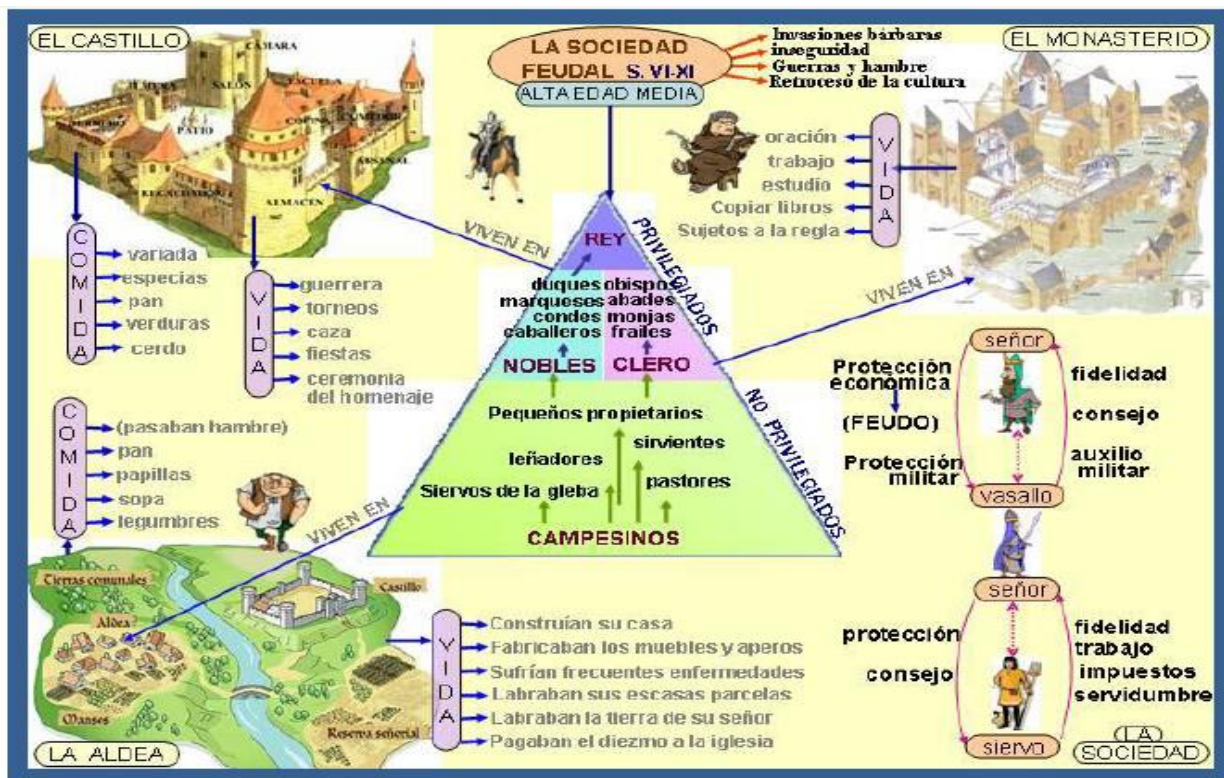 EL CASTILLO
CÁMARA
ESCUELA
SALÓN
COCINA
COMEDOR
PATIO
ARSENAL
ALMACEN
LA SOCIEDAD
FEUDAL S. VI-XI
ALTA EDAD MEDIA
Invasiones bárbaras
inseguridad
Guerras y hambre
Retroceso de la cultura
EL MONASTERIO
VIDA
oración
trabajo
estudio
Copiar libros
Sujetos a la regla
VIVEN EN
VIVEN EN
COMIDA
variada
especias
pan
verduras
cerdo
VIDA
guerrera
torneos
caza
fiestas
ceremonia
del homenaje
REY
PRIVILEGIADOS
duques obispos
marqueses abades
condes monjas
caballeros frailes
NOBLES CLERO
NO PRIVILEGIADOS
Pequeños propietarios
sirvientes
leñadores
pastores
Siervos de la gleba
CAMPESINOS
VIVEN EN
COMIDA
(pasaban hambre)
pan
papillas
sopa
legumbres
Tierras comunales
Castillo
Aldea
Manses
Reserva señorial
LA ALDEA
VIDA
Construían su casa
Fabricaban los muebles y aperos
Sufrían frecuentes enfermedades
Labraban sus escasas parcelas
Labraban la tierra de su señor
Pagaban el diezmo a la iglesia
señor
Protección
económica
(FEUDO)
Protección
militar
fidelidad
consejo
auxilio
militar
vasallo
señor
protección
consejo
fidelidad
trabajo
impuestos
servidumbre
siervo
LA
SOCIEDAD